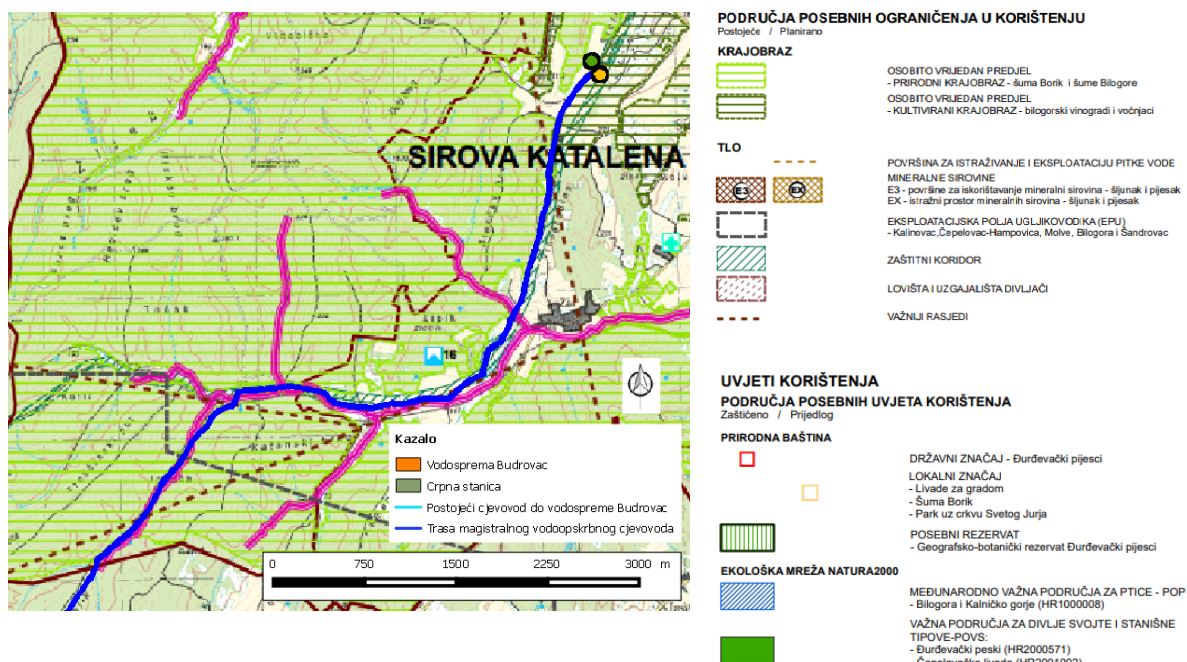 SIROVA KATALENA
16
Kazalo
Vodosprema Budrovac
Crpna stanica
Postojeći cjevovod do vodospreme Budrovac
Trasa magistralnog vodoopskrbnog cjevovoda
0 750 1500 2250 3000 m
PODRUČJA POSEBNIH OGRANIČENJA U KORIŠTENJU
Postojeće / Planirano
KRAJOBRAZ
OSOBITO VRIJEDAN PREDJEL
- PRIRODNI KRAJOBRAZ - šuma Borik i šume Bilogore
OSOBITO VRIJEDAN PREDJEL
- KULTIVIRANI KRAJOBRAZ - bilogorski vinogradi i voćnjaci
TLO
POVRŠINA ZA ISTRAŽIVANJE I EKSPLOATACIJU PITKE VODE
MINERALNE SIROVINE
E3 EX
E3 - površine za iskorištavanje mineralni sirovina - šljunak i pijesak
EX - istražni prostor mineralnih sirovina - šljunak i pijesak
EKSPLOATACIJSKA POLJA UGLJIKOVODIKA (EPU)
- Kalinovac,Čepelovac-Hampovica, Molve, Bilogora i Šandrovac
ZAŠTITNI KORIDOR
LOVIŠTA I UZGAJALIŠTA DIVLJAČI
VAŽNIJI RASJEDI
UVJETI KORIŠTENJA
PODRUČJA POSEBNIH UVJETA KORIŠTENJA
Zaštićeno / Prijedlog
PRIRODNA BAŠTINA
DRŽAVNI ZNAČAJ - Đurđevački pijesci
LOKALNI ZNAČAJ
- Livade za gradom
- Šuma Borik
- Park uz crkvu Svetog Jurja
POSEBNI REZERVAT
- Geografsko-botanički rezervat Đurđevački pijesci
EKOLOŠKA MREŽA NATURA2000
MEĐUNARODNO VAŽNA PODRUČJA ZA PTICE - POP
- Bilogora i Kalničko gorje (HR1000008)
VAŽNA PODRUČJA ZA DIVLJE SVOJTE I STANIŠNE
TIPOVE-POVS:
- Đurđevački peski (HR2000571)